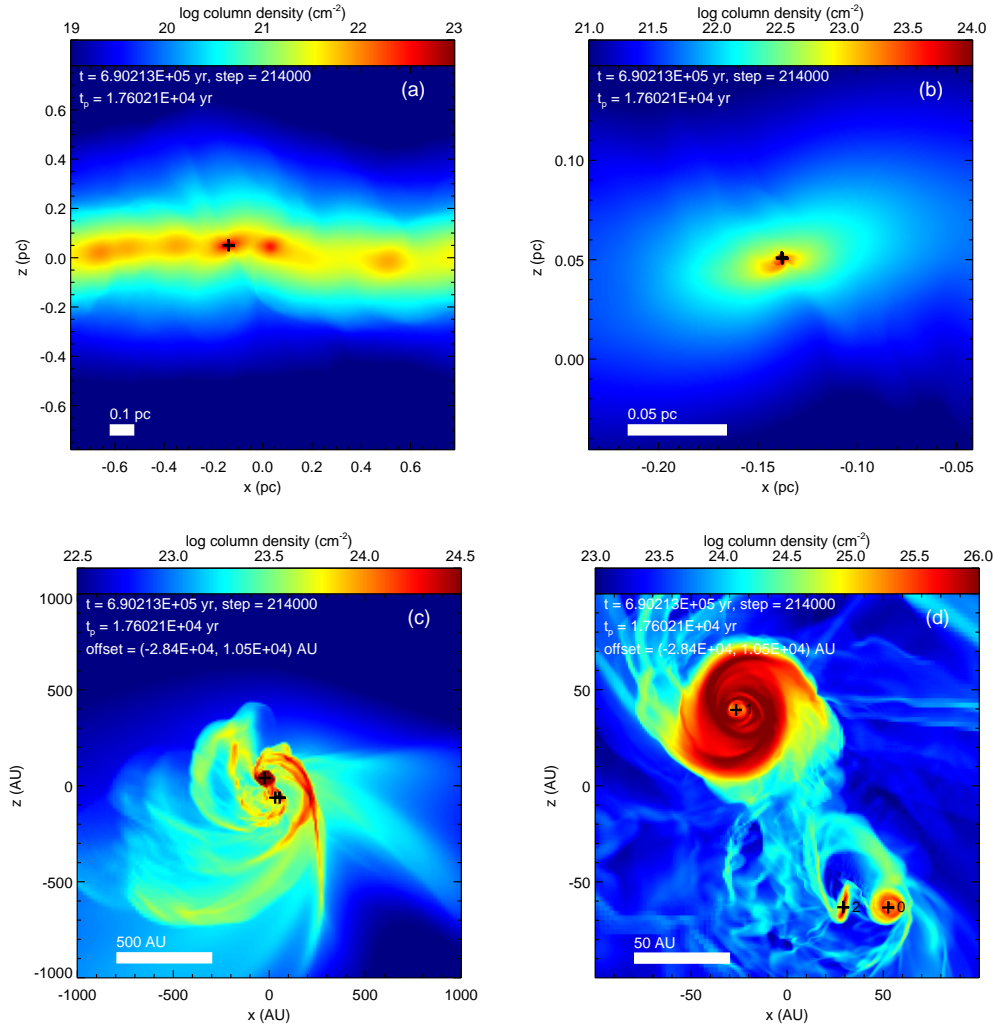 log column density (cm-2)
19 20 21 22 23
t = 6.90213E+05 yr, step = 214000
tp = 1.76021E+04 yr
(a)
0.6
0.4
0.2
0.0
-0.2
-0.4
-0.6
z (pc)
0.1 pc
-0.6 -0.4 -0.2 0.0 0.2 0.4 0.6
x (pc)
log column density (cm-2)
21.0 21.5 22.0 22.5 23.0 23.5 24.0
t = 6.90213E+05 yr, step = 214000
tp = 1.76021E+04 yr
(b)
0.10
0.05
0.00
z (pc)
0.05 pc
-0.20 -0.15 -0.10 -0.05
x (pc)
log column density (cm-2)
22.5 23.0 23.5 24.0 24.5
t = 6.90213E+05 yr, step = 214000
tp = 1.76021E+04 yr
offset = (-2.84E+04, 1.05E+04) AU
(c)
1000
500
0
-500
-1000
z (AU)
500 AU
-1000 -500 0 500 1000
x (AU)
log column density (cm-2)
23.0 23.5 24.0 24.5 25.0 25.5 26.0
t = 6.90213E+05 yr, step = 214000
tp = 1.76021E+04 yr
offset = (-2.84E+04, 1.05E+04) AU
(d)
50
0
-50
z (AU)
1
2
0
50 AU
-50 0 50
x (AU)